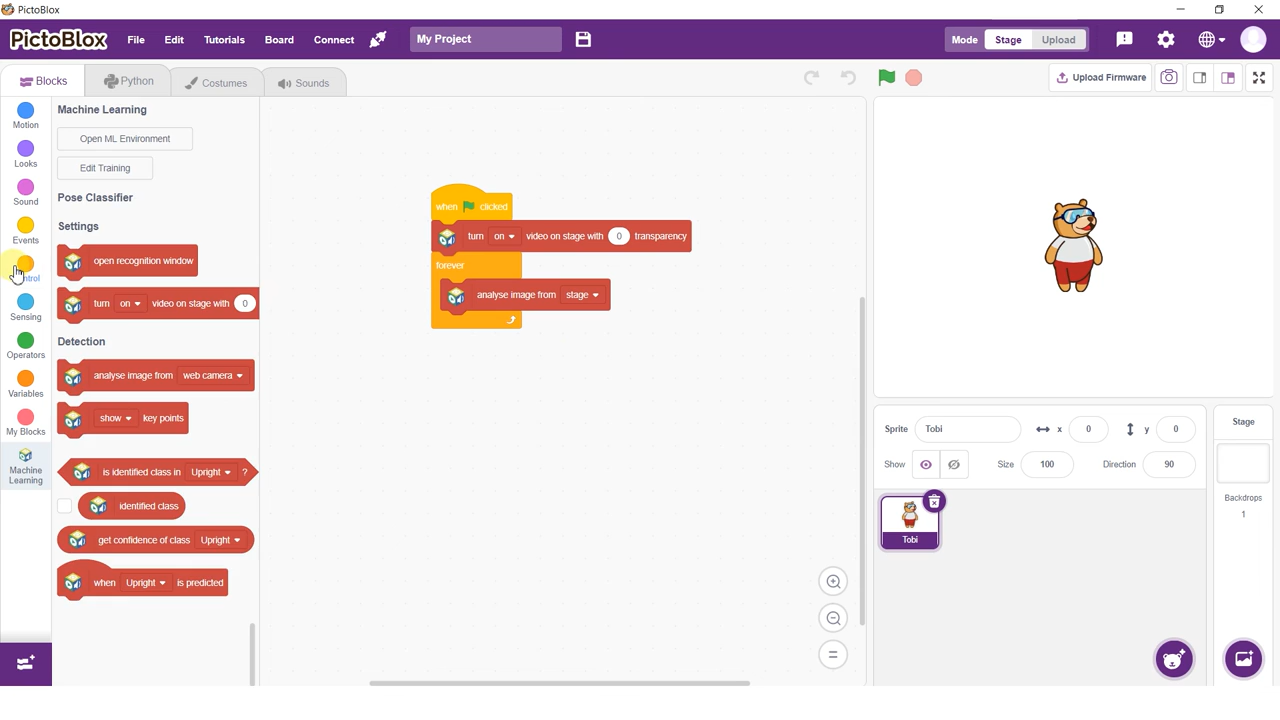 PictoBlox
PictoBlox File Edit Tutorials Board Connect My Project Mode Stage Upload
Blocks Python Costumes Sounds Upload Firmware
Motion
Looks
Sound
Events
Control
Sensing
Operators
Variables
My Blocks
Machine
Learning
Machine Learning
Open ML Environment
Edit Training
Pose Classifier
Settings
open recognition window
turn on video on stage with 0
Detection
analyse image from web camera
show key points
is identified class in Upright ?
identified class
get confidence of class Upright
when Upright is predicted
when clicked
turn on video on stage with 0 transparency
forever
analyse image from stage
Sprite Tobi x 0 y 0
Show Size 100 Direction 90
Tobi
Stage
Backdrops
1